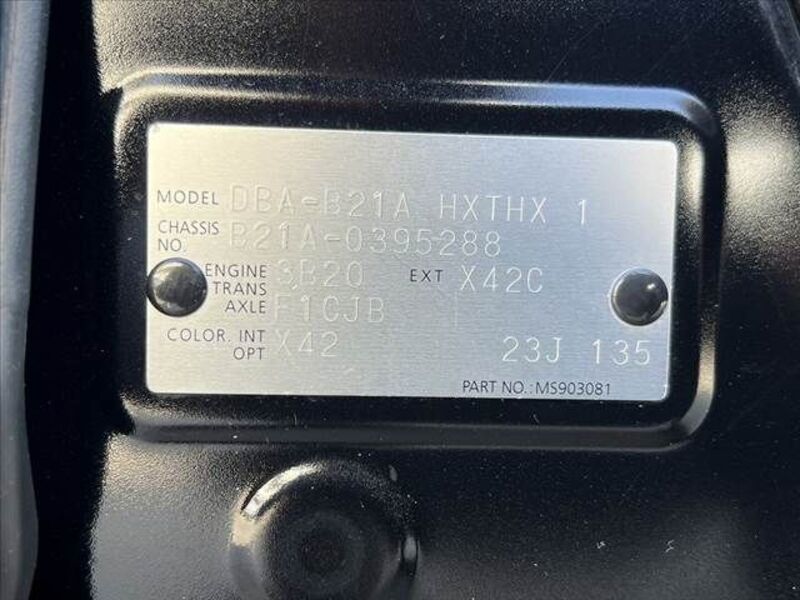 MODEL DBA-B21A HXTHX 1
CHASSIS NO. B21A-0395288
ENGINE 3B20 EXT X42C
TRANS AXLE F1CJB
COLOR. INT OPT X42
23J 135
PART NO.: MS903081